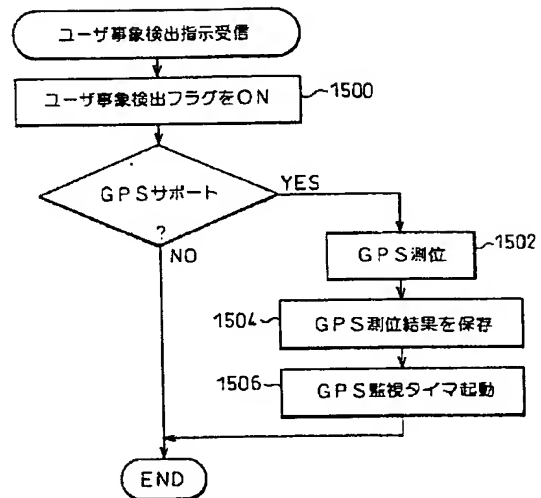 ユーザ事象検出指示受信
ユーザ事象検出フラグをON
1500
GPSサポート
?
YES
NO
GPS測位
1502
1504
GPS測位結果を保存
1506
GPS監視タイマ起動
END